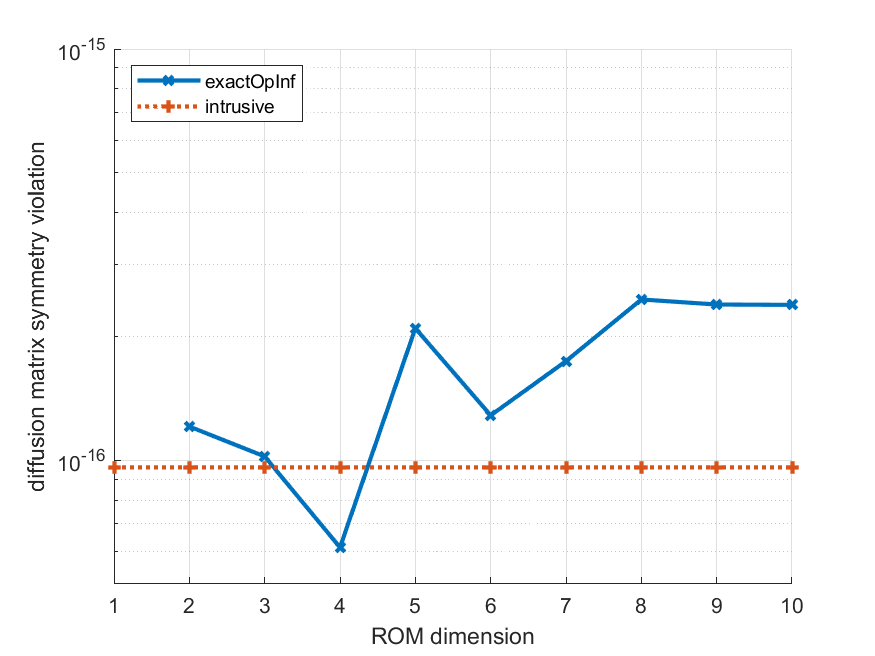 10^-15
exactOpInf
intrusive
diffusion matrix symmetry violation
10^-16
1 2 3 4 5 6 7 8 9 10
ROM dimension